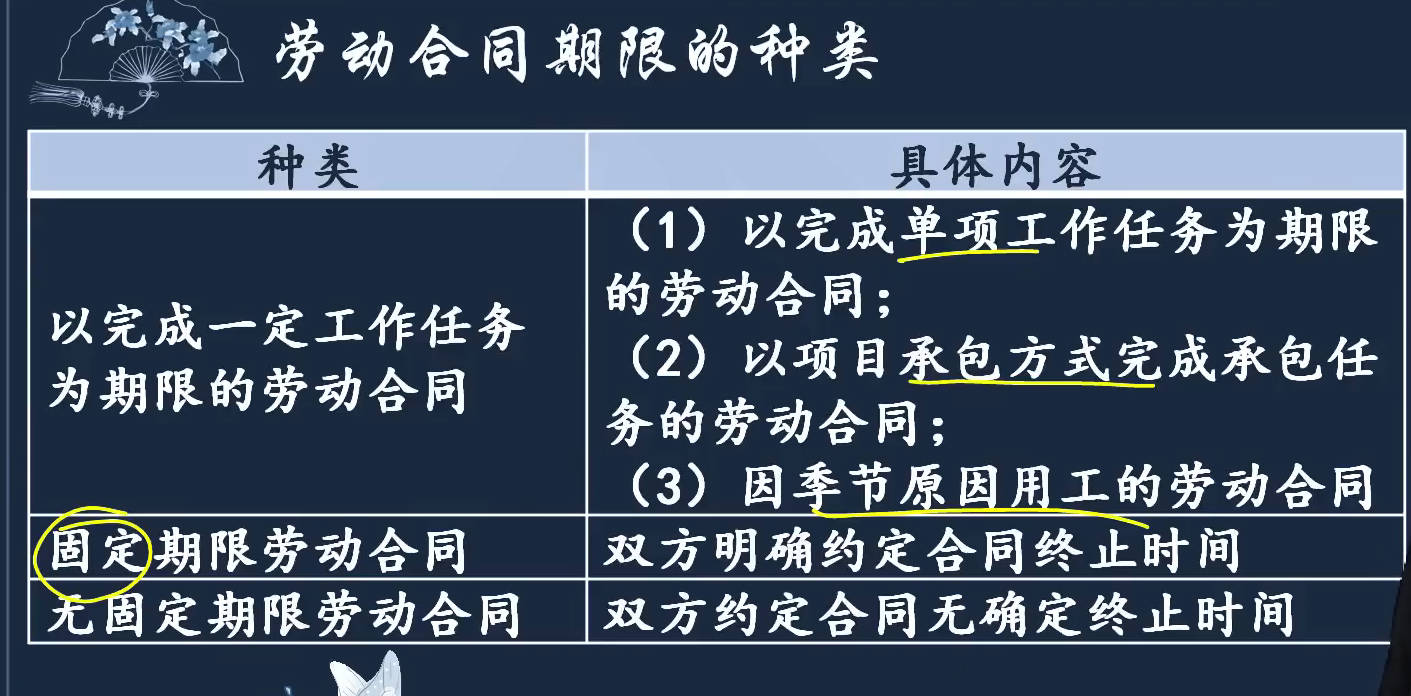 劳动合同期限的种类
种类
具体内容
以完成一定工作任务
为期限的劳动合同
（1）以完成单项工作任务为期限
的劳动合同；
（2）以项目承包方式完成承包任
务的劳动合同；
（3）因季节原因用工的劳动合同
固定期限劳动合同
双方明确约定合同终止时间
无固定期限劳动合同
双方约定合同无确定终止时间